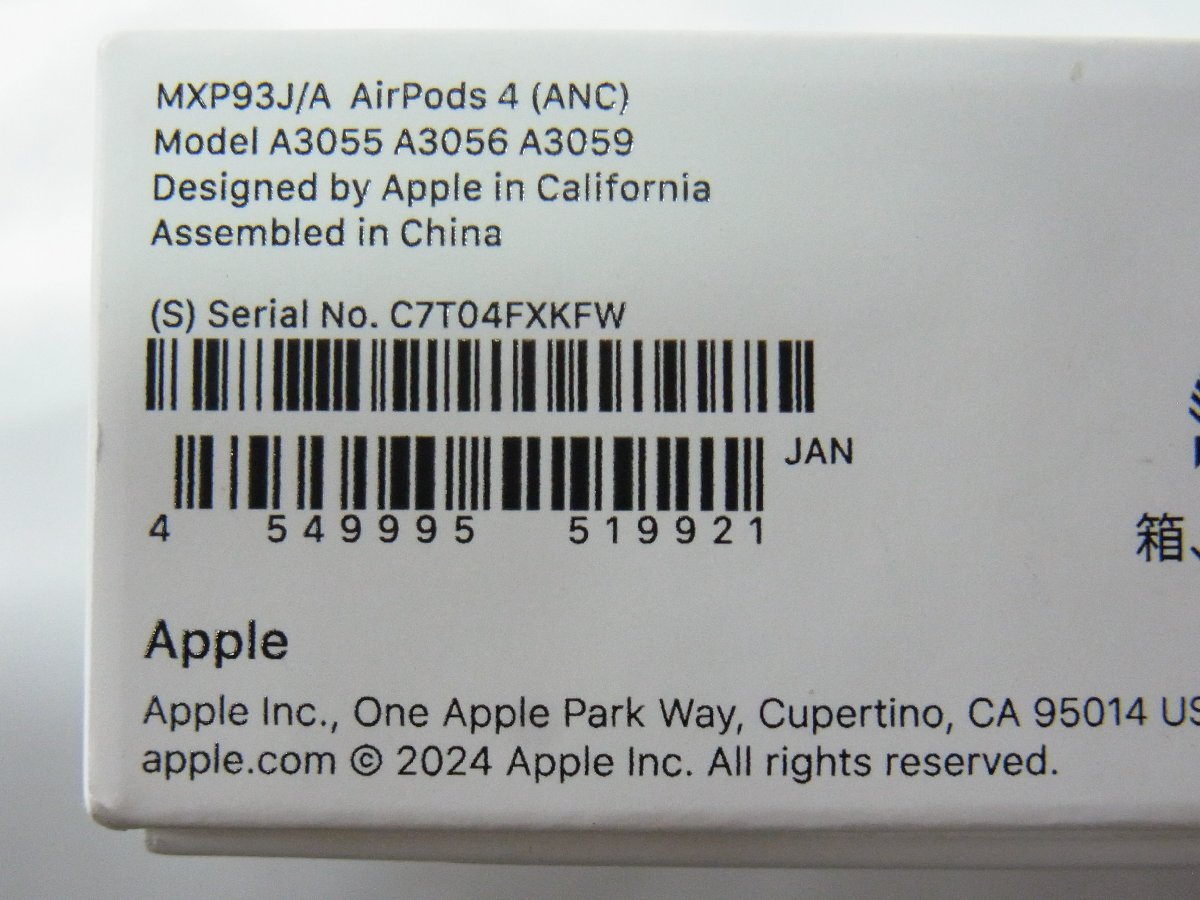 MXP93J/A AirPods 4 (ANC)
Model A3055 A3056 A3059
Designed by Apple in California
Assembled in China
(S) Serial No. C7T04FXKFW
JAN
4 549995 519921
箱、
Apple
Apple Inc., One Apple Park Way, Cupertino, CA 95014 US
apple.com © 2024 Apple Inc. All rights reserved.